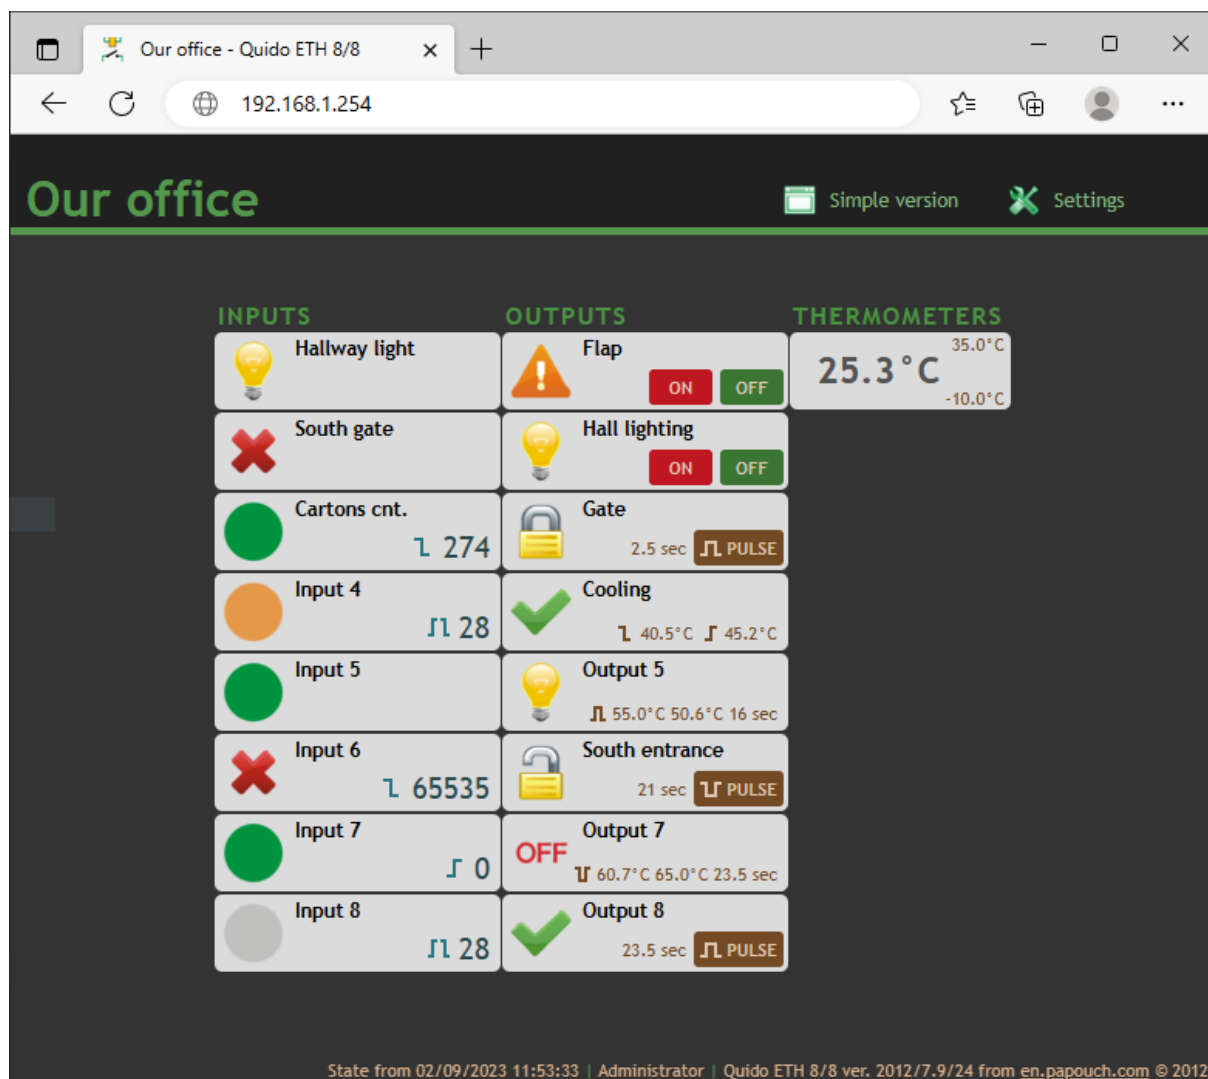 Our office - Quido ETH 8/8
192.168.1.254
Our office
Simple version
Settings
INPUTS
Hallway light
South gate
Cartons cnt.
274
Input 4
28
Input 5
Input 6
65535
Input 7
0
Input 8
28
OUTPUTS
Flap
ON OFF
Hall lighting
ON OFF
Gate
2.5 sec PULSE
Cooling
40.5°C 45.2°C
Output 5
55.0°C 50.6°C 16 sec
South entrance
21 sec PULSE
Output 7
OFF
60.7°C 65.0°C 23.5 sec
Output 8
23.5 sec PULSE
THERMOMETERS
35.0°C
25.3°C
-10.0°C
State from 02/09/2023 11:53:33 | Administrator | Quido ETH 8/8 ver. 2012/7.9/24 from en.papouch.com © 2012